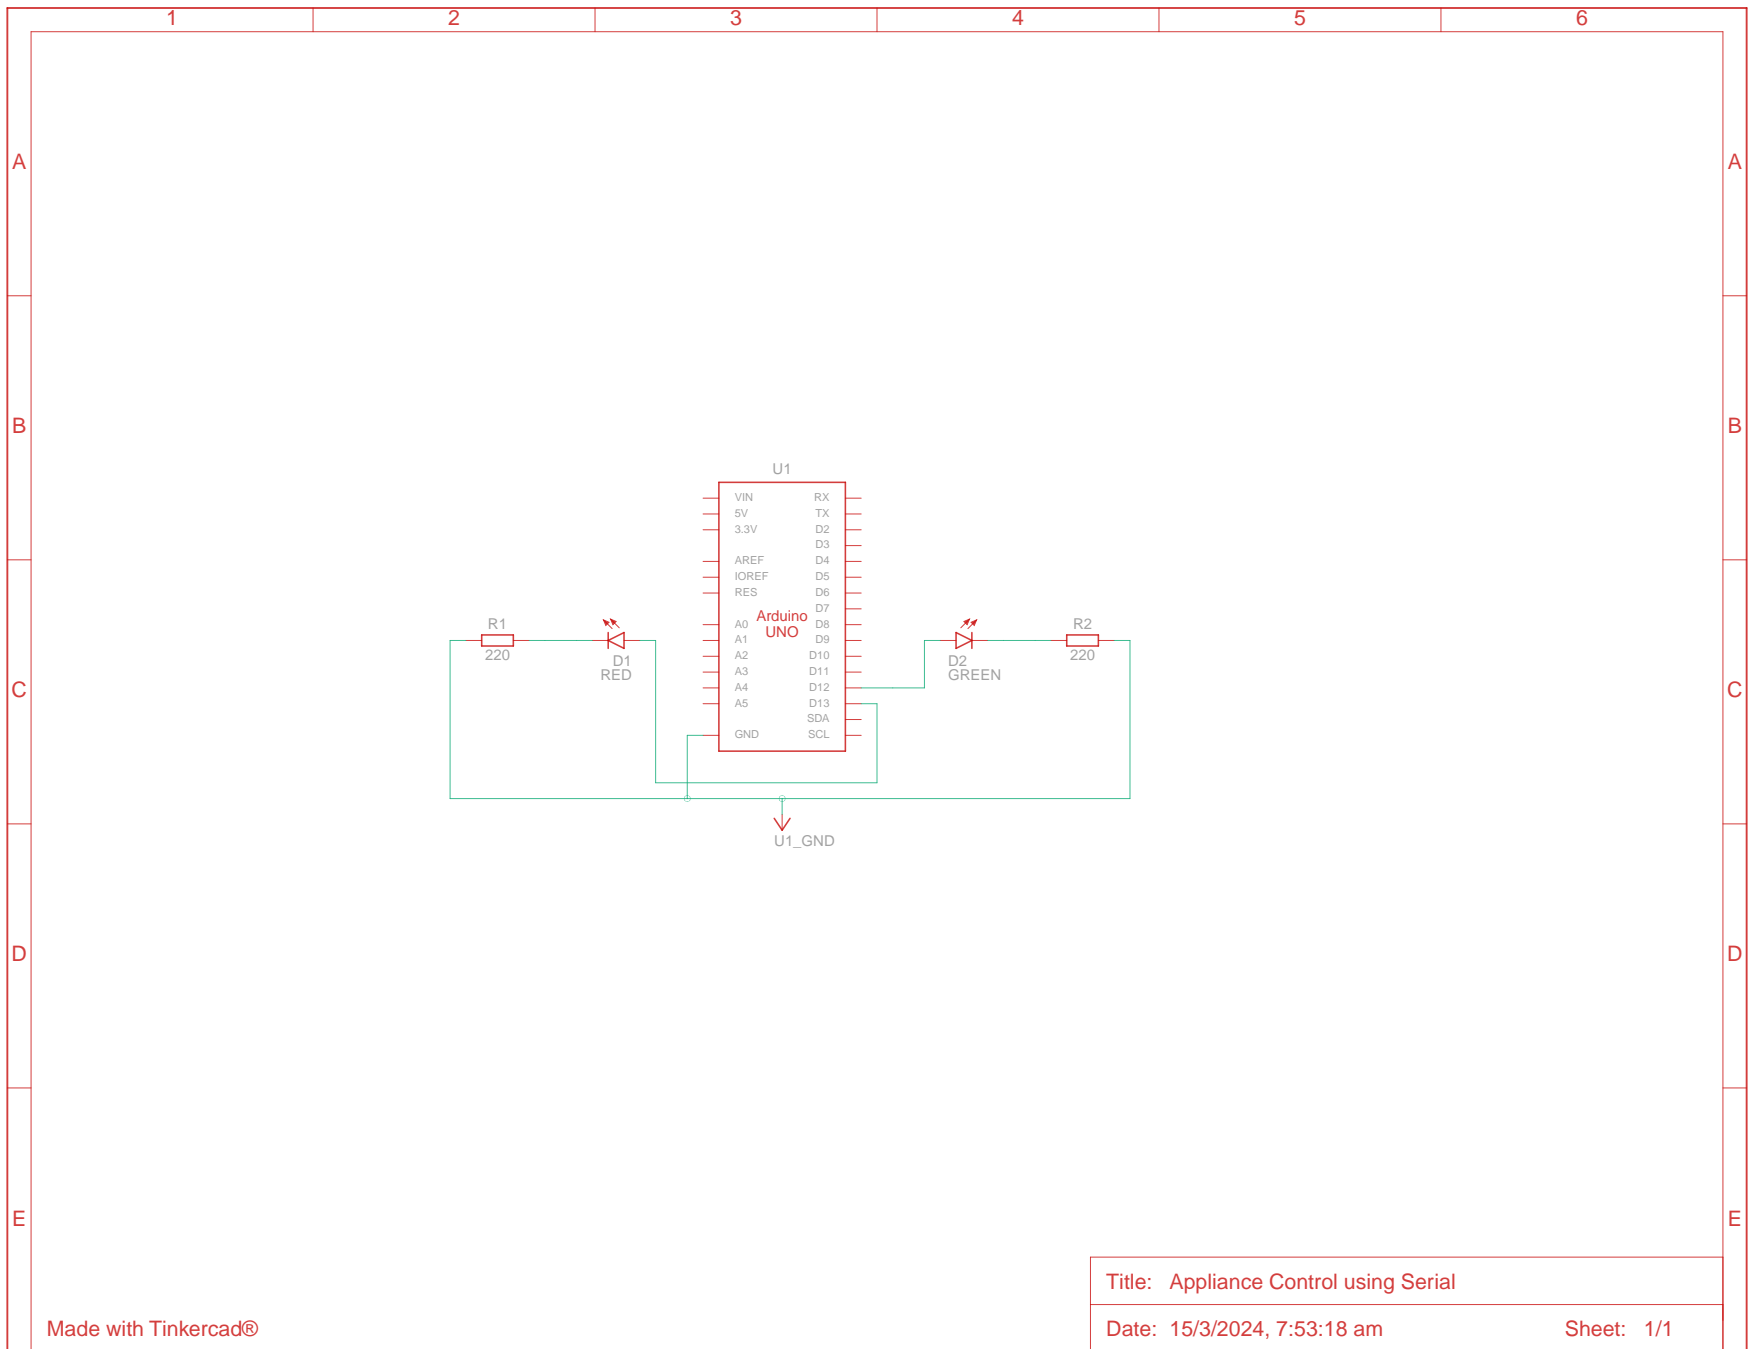 1 2 3 4 5 6
A A
B B
U1
VIN RX
5V TX
3.3V D2
D3
AREF D4
IOREF D5
RES D6
D7
Arduino
UNO
A0 D8
A1 D9
A2 D10
A3 D11
A4 D12
A5 D13
SDA
GND SCL
R1
220
D1
RED
D2
GREEN
R2
220
C C
U1_GND
D D
E E
Title: Appliance Control using Serial
Made with Tinkercad®
Date: 15/3/2024, 7:53:18 am Sheet: 1/1